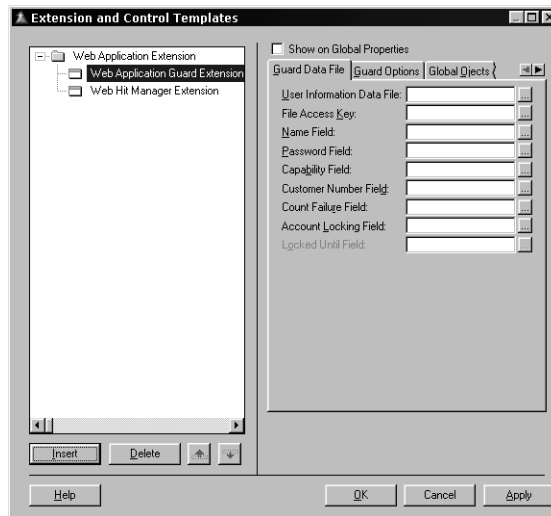 Extension and Control Templates
Web Application Extension
Web Application Guard Extension
Web Hit Manager Extension
Insert
Delete
Show on Global Properties
Guard Data File
Guard Options
Global Ojects
User Information Data File:
File Access Key:
Name Field:
Password Field:
Capability Field:
Customer Number Field:
Count Failure Field:
Account Locking Field:
Locked Until Field:
Help
OK
Cancel
Apply